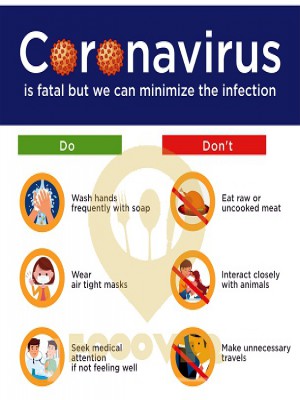 Coronavirus
is fatal but we can minimize the infection
Do
Don't
Wash hands
frequently with soap
Eat raw or
uncooked meat
Wear
air tight masks
Interact closely
with animals
Seek medical
attention
if not feeling well
Make unnecessary
travels